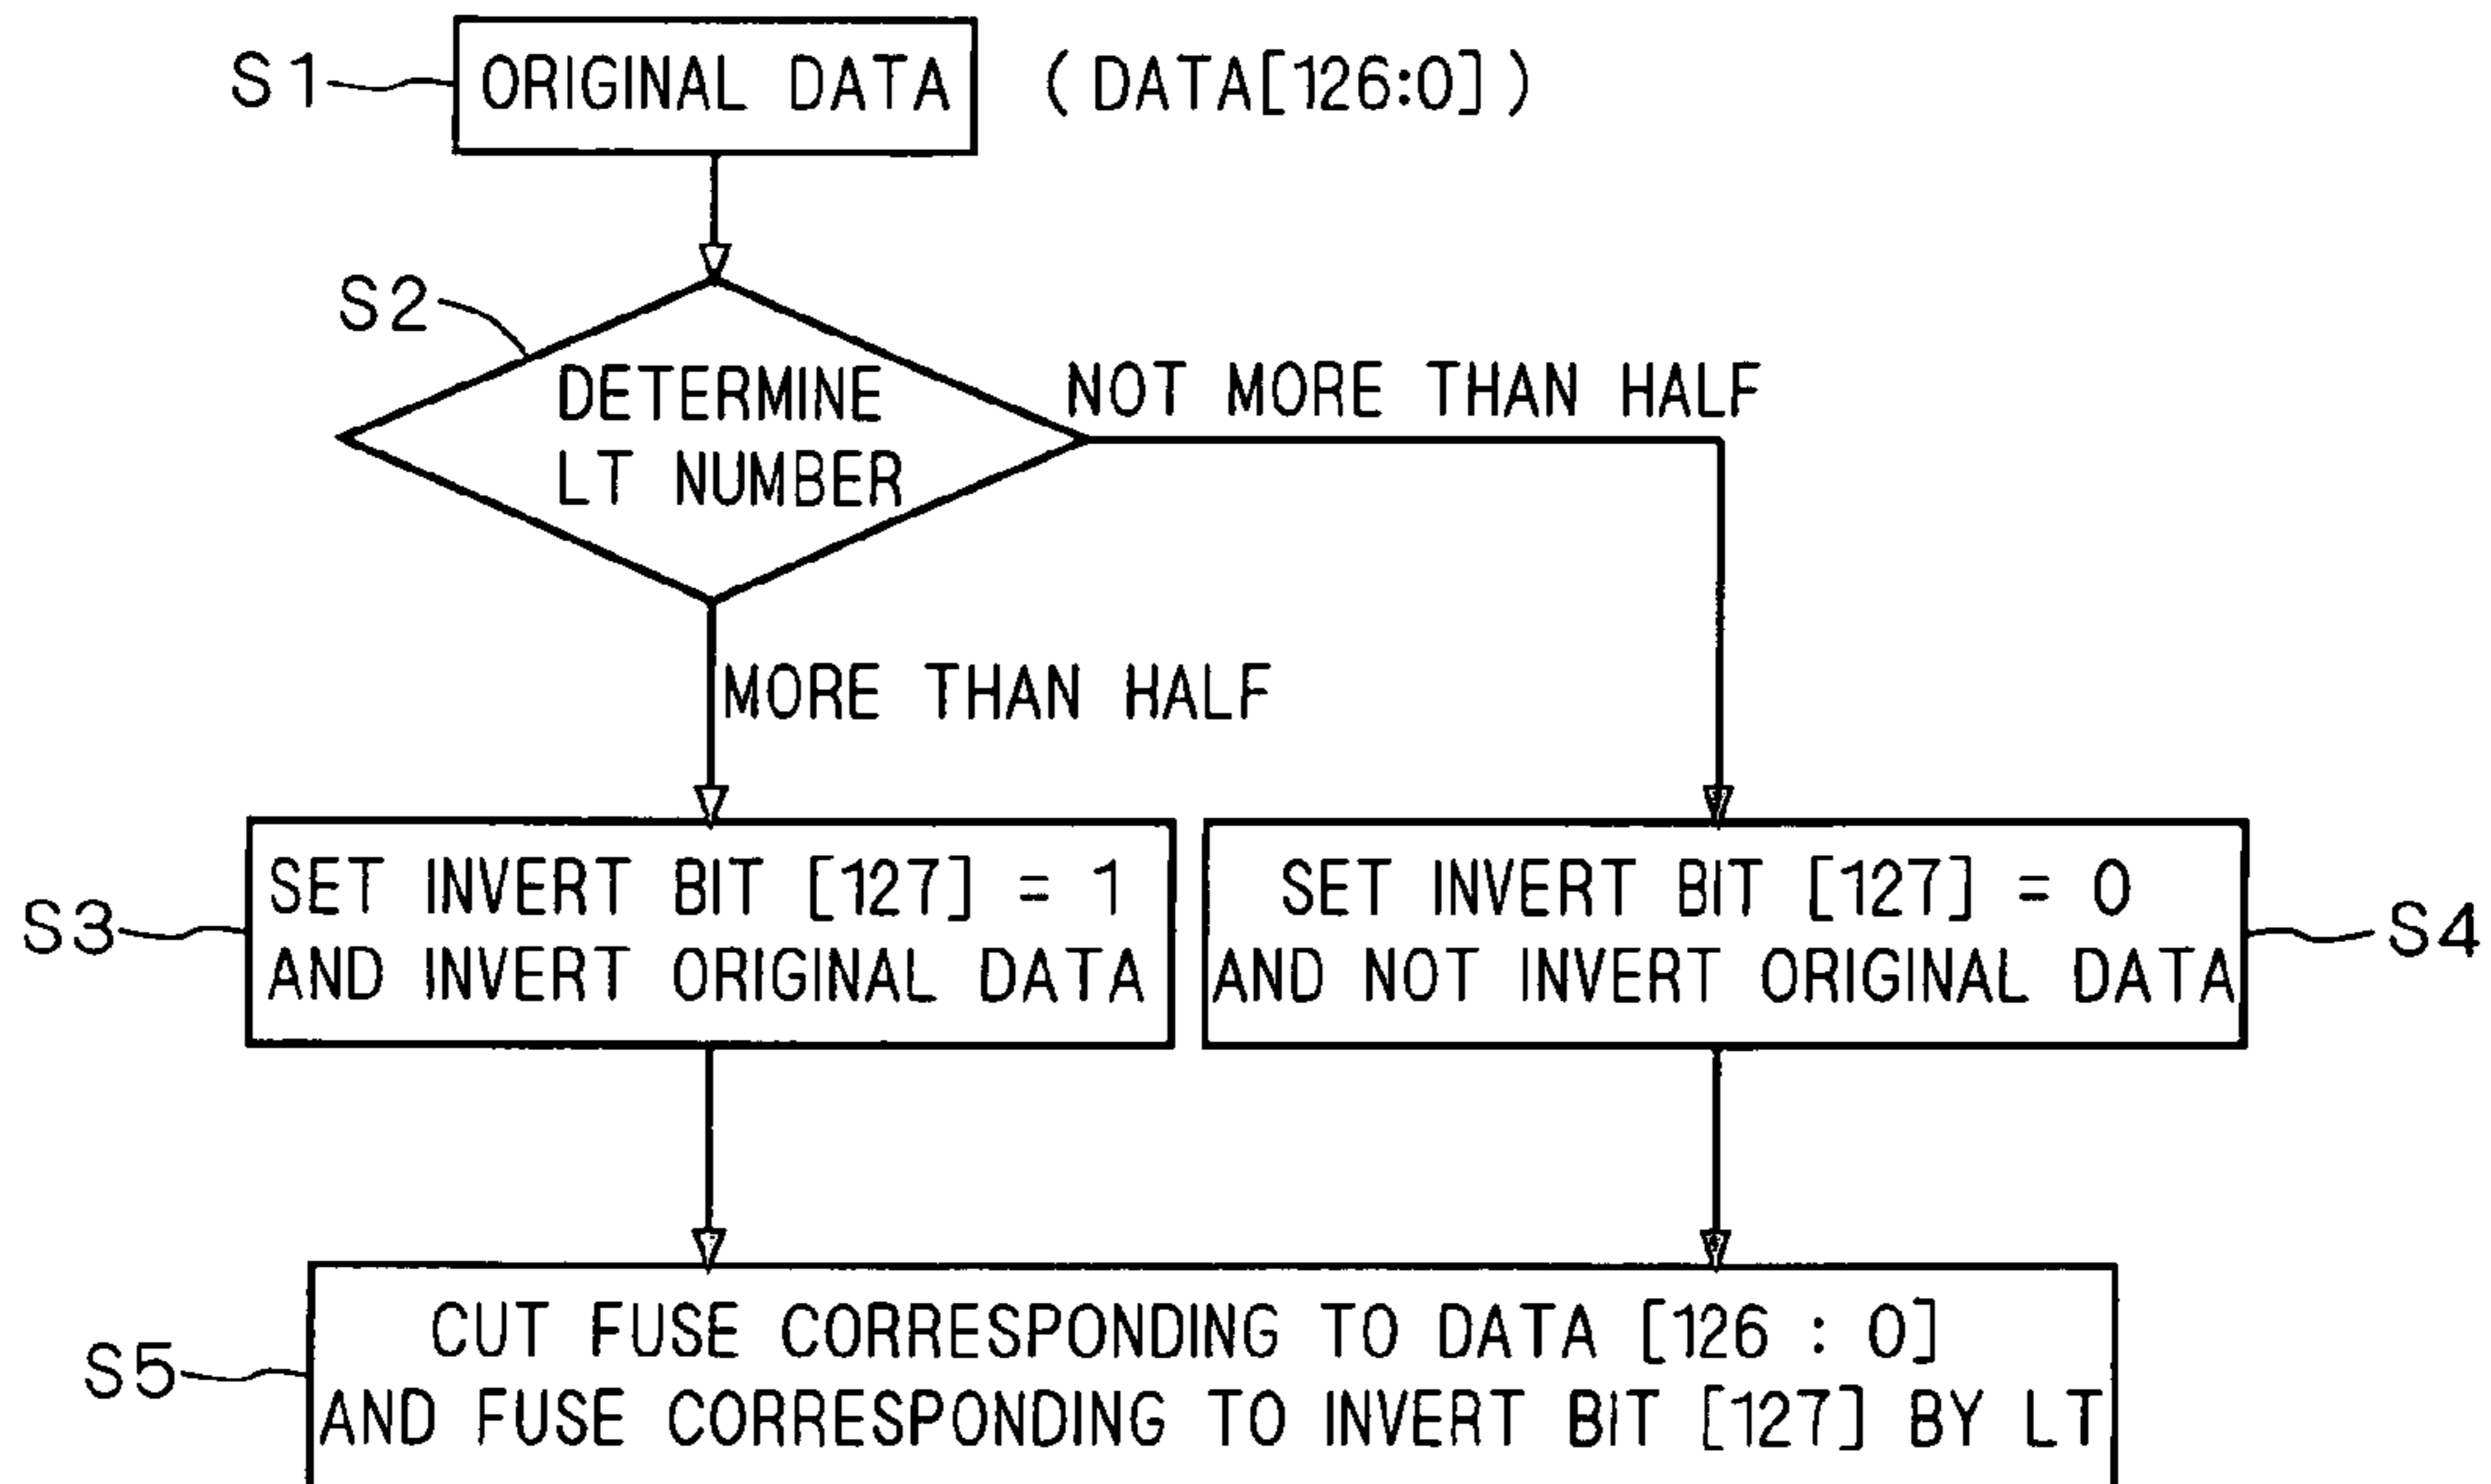 S1 ORIGINAL DATA (DATA[126:0])
S2
DETERMINE
LT NUMBER
NOT MORE THAN HALF
MORE THAN HALF
S3
SET INVERT BIT [127] = 1
AND INVERT ORIGINAL DATA
SET INVERT BIT [127] = 0
AND NOT INVERT ORIGINAL DATA
S4
S5
CUT FUSE CORRESPONDING TO DATA [126 : 0]
AND FUSE CORRESPONDING TO INVERT BIT [127] BY LT